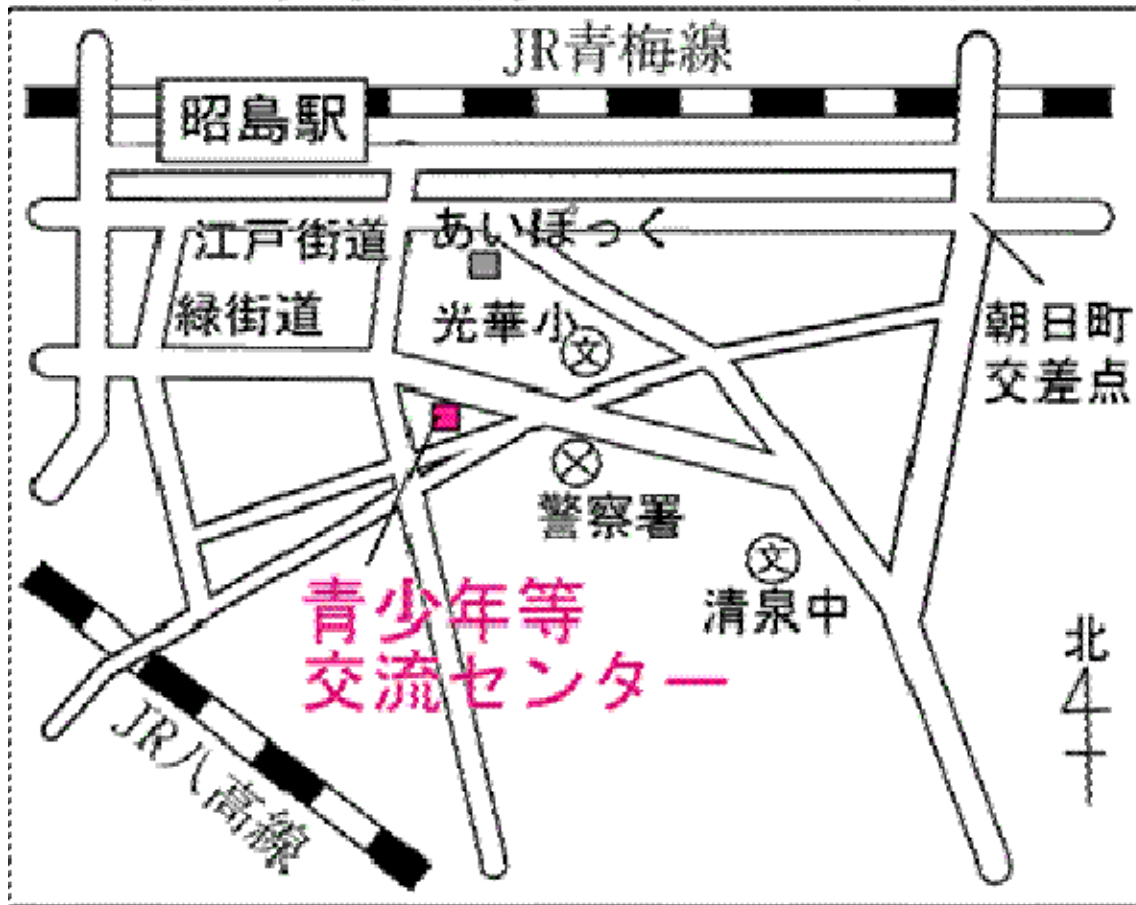 JR青梅線
昭島駅
江戸街道
あいぽっく
緑街道
光華小
文
朝日町
交差点
警察署
文
清泉中
青少年等
交流センター
北
JR八高線